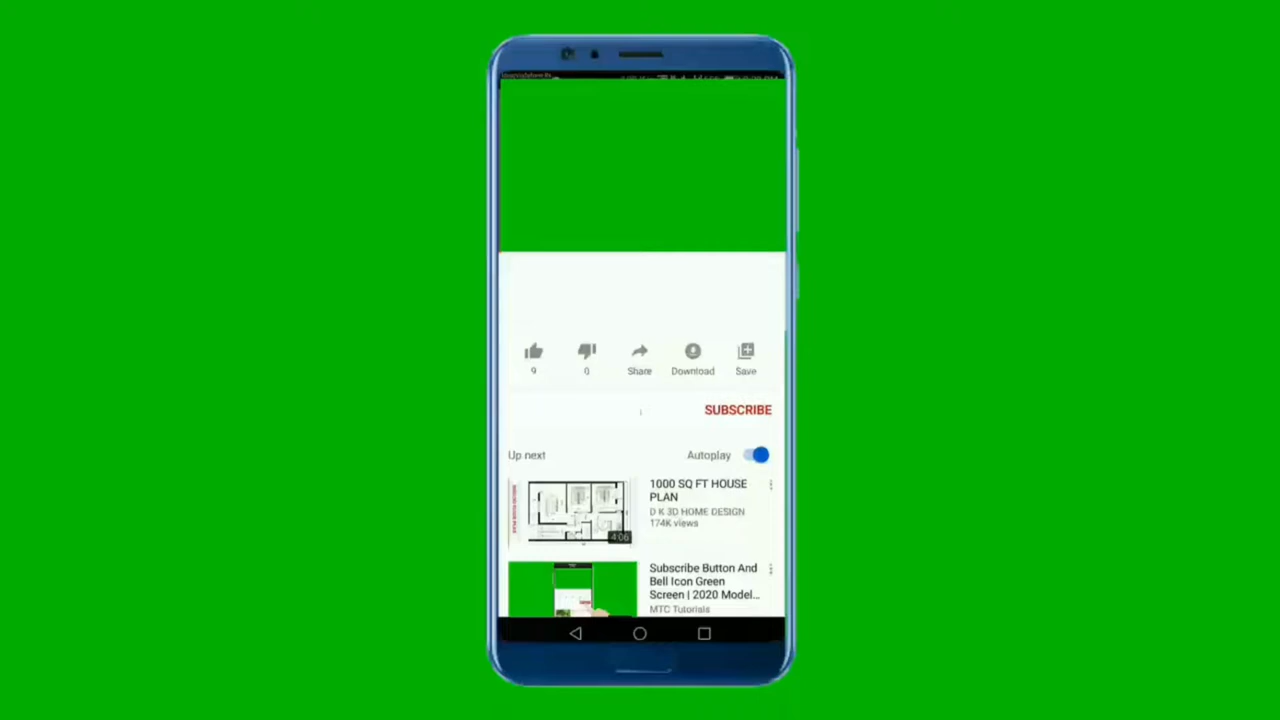 9
0
Share
Download
Save
SUBSCRIBE
Up next
Autoplay
1000 SQ FT HOUSE
PLAN
D K 3D HOME DESIGN
174K views
4:06
Subscribe Button And
Bell Icon Green
Screen | 2020 Model...
MTC Tutorials